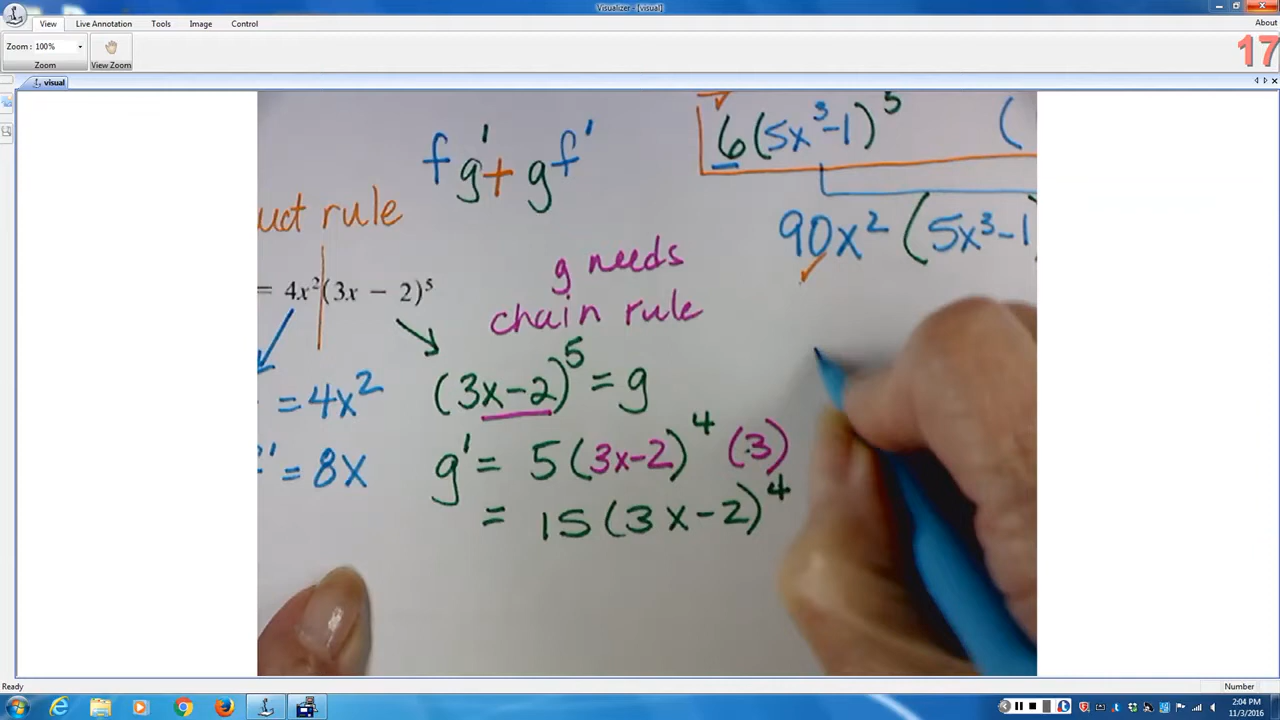 Visualizer - [visual]
View Live Annotation Tools Image Control About
Zoom : 100%
View Zoom
Zoom Zoom
17
visual
f g' + g f'
6(5x³-1)⁵ (
uct rule
90x² (5x³-1)
g needs
= 4x²(3x − 2)⁵
chain rule
(3x-2)⁵ = g
= 4x²
g' = 5(3x-2)⁴ (3)
' = 8x
= 15(3x-2)⁴
Ready
Number
2:04 PM
11/3/2016